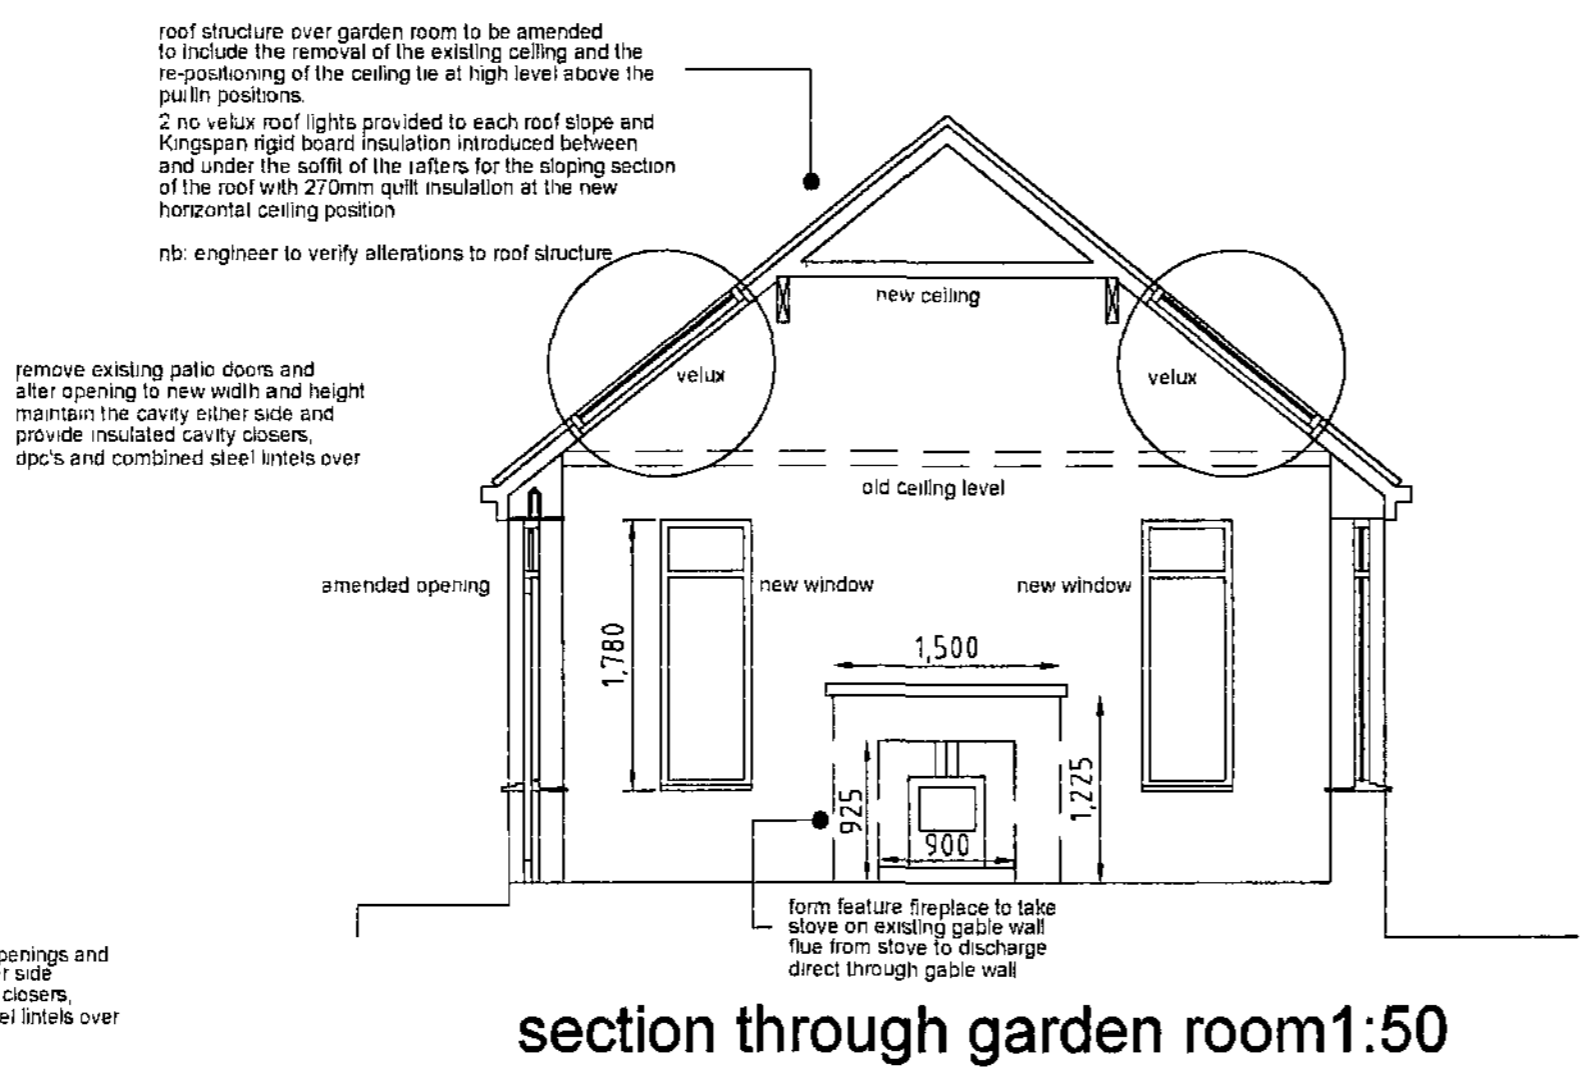 roof structure over garden room to be amended
to include the removal of the existing ceiling and the
re-positioning of the ceiling tie at high level above the
purlin positions.
2 no velux roof lights provided to each roof slope and
Kingspan rigid board insulation introduced between
and under the soffit of the rafters for the sloping section
of the roof with 270mm quilt insulation at the new
horizontal ceiling position
nb: engineer to verify alterations to roof structure
new ceiling
velux
velux
remove existing patio doors and
alter opening to new width and height
maintain the cavity either side and
provide insulated cavity closers,
dpc's and combined steel lintels over
old ceiling level
amended opening
new window
new window
1,780
1,500
925
900
1,225
form feature fireplace to take
stove on existing gable wall
flue from stove to discharge
direct through gable wall
penings and
r side
closers,
el lintels over
section through garden room1:50